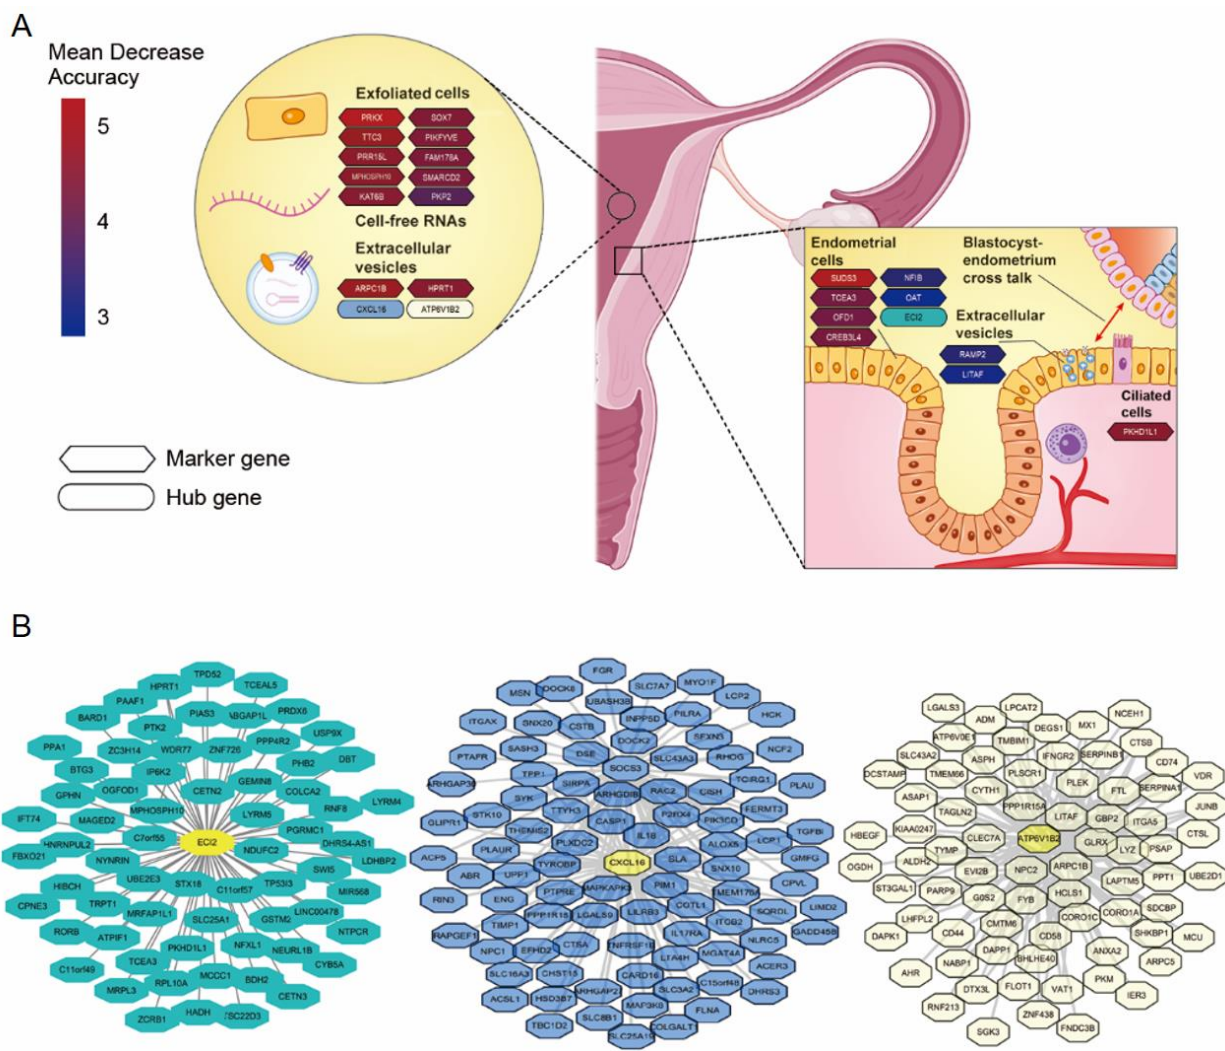 A
Mean Decrease
Accuracy
5
4
3
Marker gene
Hub gene
Exfoliated cells
PRKX SOX7
TTC3 PIKFYVE
PRR15L FAM178A
MPHOSPH10 SMARCD2
KAT6B PKP2
Cell-free RNAs
Extracellular
vesicles
ARPC1B HPRT1
CXCL16 ATP6V1B2
Endometrial
cells
SUDS3 NFIB
TCEA3 OAT
OFD1 ECI2
CREB3L4
Blastocyst-
endometrium
cross talk
Extracellular
vesicles
RAMP2
LITAF
Ciliated
cells
PKHD1L1
B
TPD52
HPRT1 TCEAL5
PAAF1 PRDX6
BARD1 PIAS3
PTK2 USP9X
PPP4R2
PPA1 ZC3H14 WDR77 ZNF726
PHB2 DBT
BTG3 IP6K2 GEMIN6
OGFOD1 CETN2 COLCA2
GPHN RNF8 LYRM4
MPHOSPH10 LYRM5
IFT74 MAGED2 PGRMC1
C7orf55 ECI2 DHRS4-AS1
HNRNPUL2 NDUFC2
FBXO21 NYNRIN LDHBP2
UBE2E3 SWI5
HIBCH STX18 C11orf57 TP53I3 MIR568
CPNE3 TRPT1 MRFAP1L1 LINC00478
SLC25A1 GSTM2
RORB ATPIF1 NTPCR
PKHD1L1 NFXL1 NEURL1B
C11orf49 TCEA3 CYB5A
MCCC1 BDH2
MRPL3 RPL10A CETN3
ZCRB1 HADH TSC22D3
FGR
MSN DOCK8 SLC7A7 MYO1F
UBASH3B LCP2
ITGAX SNX20 CSTB INPP5D PILRA HCK
DOCK2 SEXN3
PTAFR SASH3 DSE SLC43A3 RHOG NCF2
SOCS3
ARHGAP30 TPP1 SIRPA TCIRG1 PLAU
SYK ARHGDIB RAC2 CISH
STK10 TTYH3 FERMT3
GLIPR1 CASP1 P2RX4 PIK3CD TGFBI
THEMIS2 IL18 LCP1
PLAUR PLXDC2 ALOX5 GMFG
ACP5 TYROBP CXCL16 SLA SNX10
ABR UPP1 CPVL
PTPRE MAPKAPK3 PIM1 TMEM176A
RIN3 ENG CGTL1 LIMD2
PPP1R18 LGALS9 LILRB3 SQRDL
TIMP1 ITGB2 GADD45B
RAPGEF1 IL17RA NLRC5
NPC1 EFHD2 CTSA TNFRSF1B MGAT4A
LTA4H ACER3
SLC16A3 CHST15 CARD16 C15orf48
SLC3A2 DHRS3
ACSL1 HSD3B7 ARHGAP27 MAP3K8 FLNA
TBC1D2 SLC8B1 COLGALT1
SLC25A19
LGALS3 LPCAT2 NCEH1
ADM DEGS1 MX1
ATP6V0E1 TMBIM1 CTSB
SLC43A2 ASPH IFNGR2 SERPINB1 CD74
DCSTAMP TMEM66 PLSCR1 VDR
PLEK SERPINA1
CYTH1 FTL
ASAP1 PPP1R15A JUNB
TAGLN2 LITAF GBP2 ITGA5
HBEGF KIAA0247 CLEC7A ATP6V1B2 CTSL
GLRX LYZ PSAP
OGDH ALDH2 TYMP
EVI2B NPC2 ARPC1B LAPTM5 PPT1 UBE2D1
ST3GAL1 PARP9 G0S2 FYB HCLS1
SDCBP
CORO1C CORO1A
LHFPL2 CMTM6 SHKBP1
DAPK1 CD44 CD58 MCU
DAPP1 BHLHE40 ANXA2
NABP1 ARPC5
AHR PKM
DTX3L FLOT1 VAT1 IER3
RNF213 ZNF438
SGK3 FNDC3B